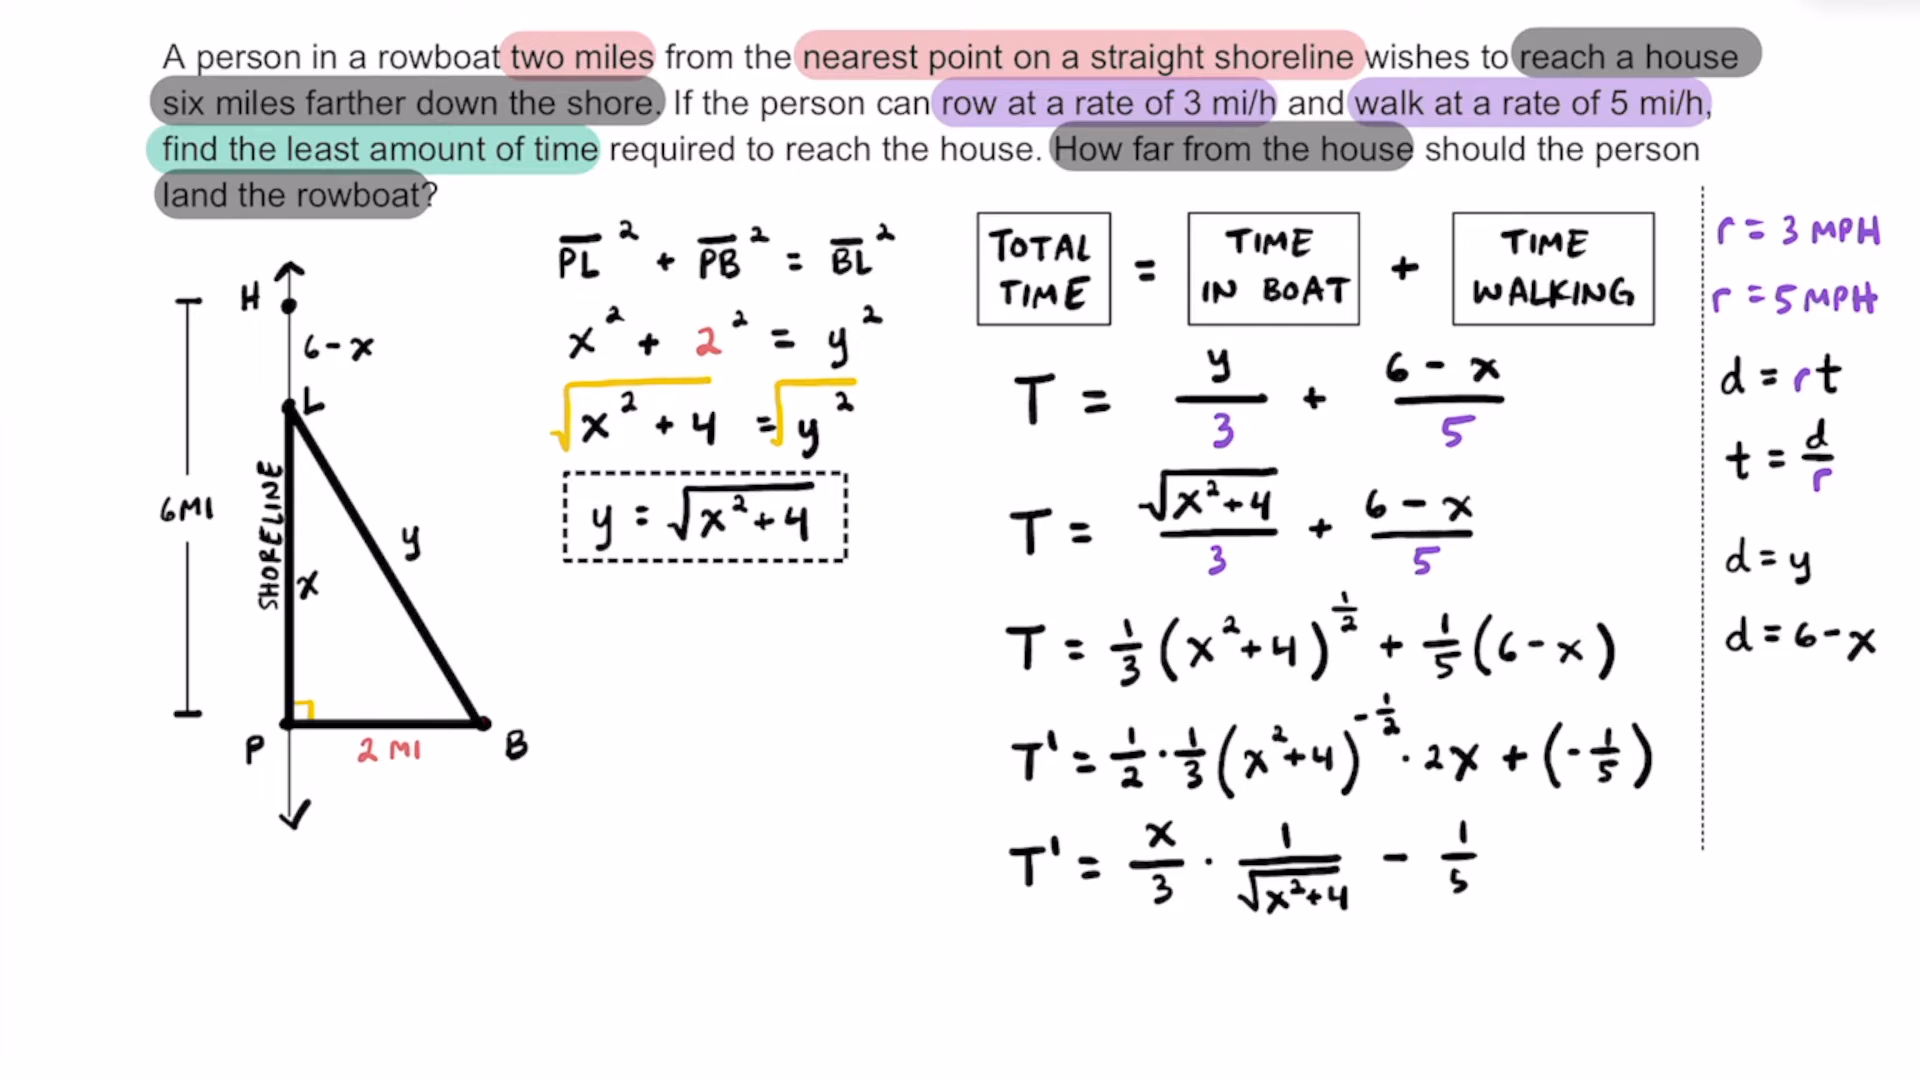 A person in a rowboat two miles from the nearest point on a straight shoreline wishes to reach a house
six miles farther down the shore. If the person can row at a rate of 3 mi/h and walk at a rate of 5 mi/h,
find the least amount of time required to reach the house. How far from the house should the person
land the rowboat?
H
6-x
L
6MI
SHORELINE
x
y
P
2 MI
B
PL² + PB² = BL²
x² + 2² = y²
√x² + 4 = √y²
y = √x²+4
TOTAL TIME = TIME IN BOAT + TIME WALKING
T = y/3 + 6-x/5
T = √x²+4/3 + 6-x/5
T = 1/3 (x²+4)^1/2 + 1/5 (6-x)
T' = 1/2 · 1/3 (x²+4)^-1/2 · 2x + (-1/5)
T' = x/3 · 1/√x²+4 - 1/5
r = 3 MPH
r = 5 MPH
d = rt
t = d/r
d = y
d = 6-x